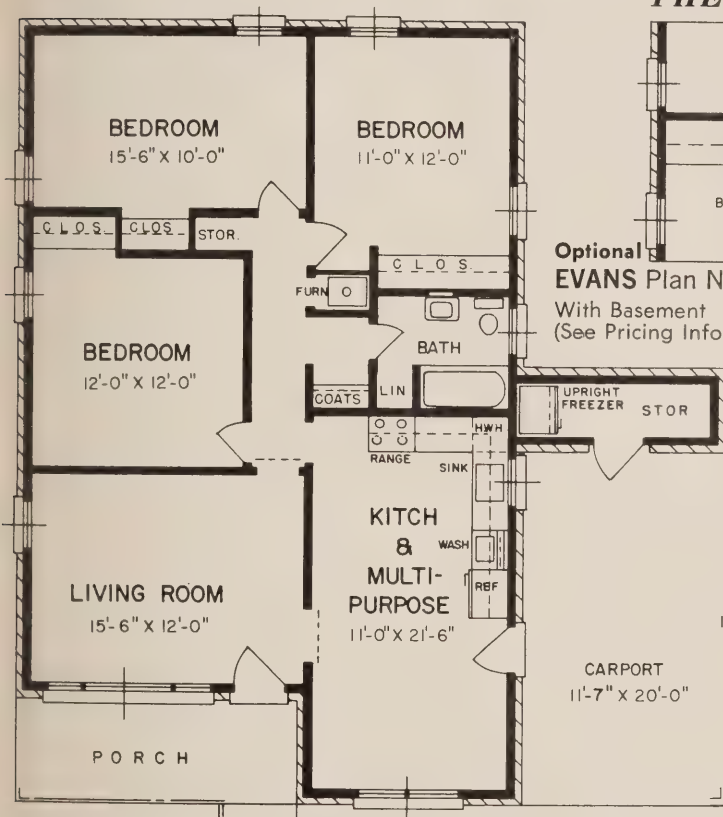 THE
BEDROOM
15'-6" X 10'-0"
BEDROOM
11'-0" X 12'-0"
CLOS
CLOS
STOR.
CLOS
FURN
BEDROOM
12'-0" X 12'-0"
BATH
COATS
LIN
RANGE
HWH
SINK
KITCH
&
MULTI-
PURPOSE
11'-0" X 21'-6"
WASH
REF
LIVING ROOM
15'-6" X 12'-0"
PORCH
UPRIGHT
FREEZER
STOR
CARPORT
11'-7" X 20'-0"
B
Optional
EVANS Plan N
With Basement
(See Pricing Info